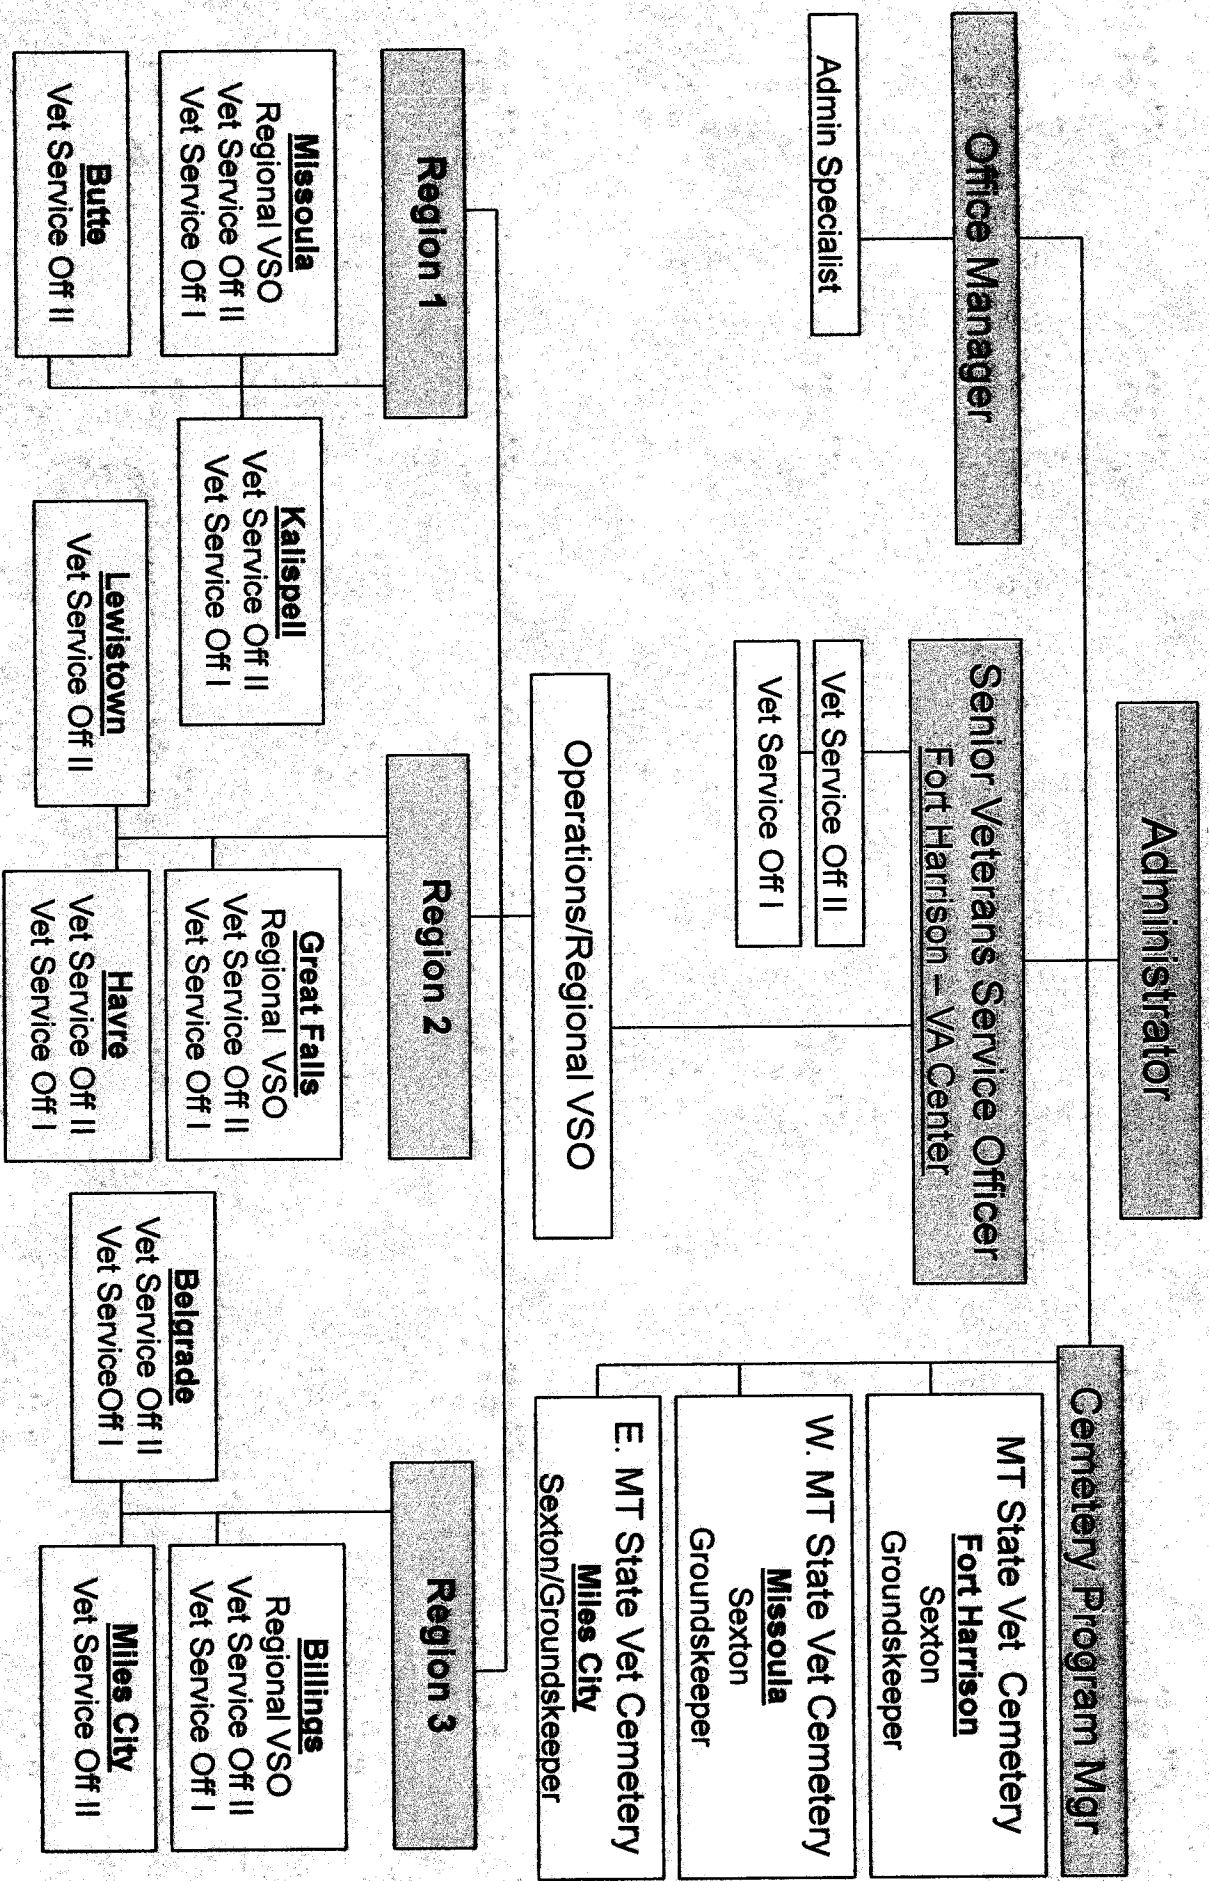 Administrator
Office Manager
Admin Specialist
Senior Veterans Service Officer
Fort Harrison – VA Center
Vet Service Off II
Vet Service Off I
Cemetery Program Mgr
MT State Vet Cemetery
Fort Harrison
Sexton
Groundskeeper
W. MT State Vet Cemetery
Missoula
Sexton
Groundskeeper
E. MT State Vet Cemetery
Miles City
Sexton/Groundskeeper
Operations/Regional VSO
Region 1
Missoula
Regional VSO
Vet Service Off II
Vet Service Off I
Kalispell
Vet Service Off II
Vet Service Off I
Butte
Vet Service Off II
Region 2
Great Falls
Regional VSO
Vet Service Off II
Vet Service Off I
Lewistown
Vet Service Off II
Havre
Vet Service Off II
Vet Service Off I
Region 3
Billings
Regional VSO
Vet Service Off II
Vet Service Off I
Belgrade
Vet Service Off II
Vet ServiceOff I
Miles City
Vet Service Off II